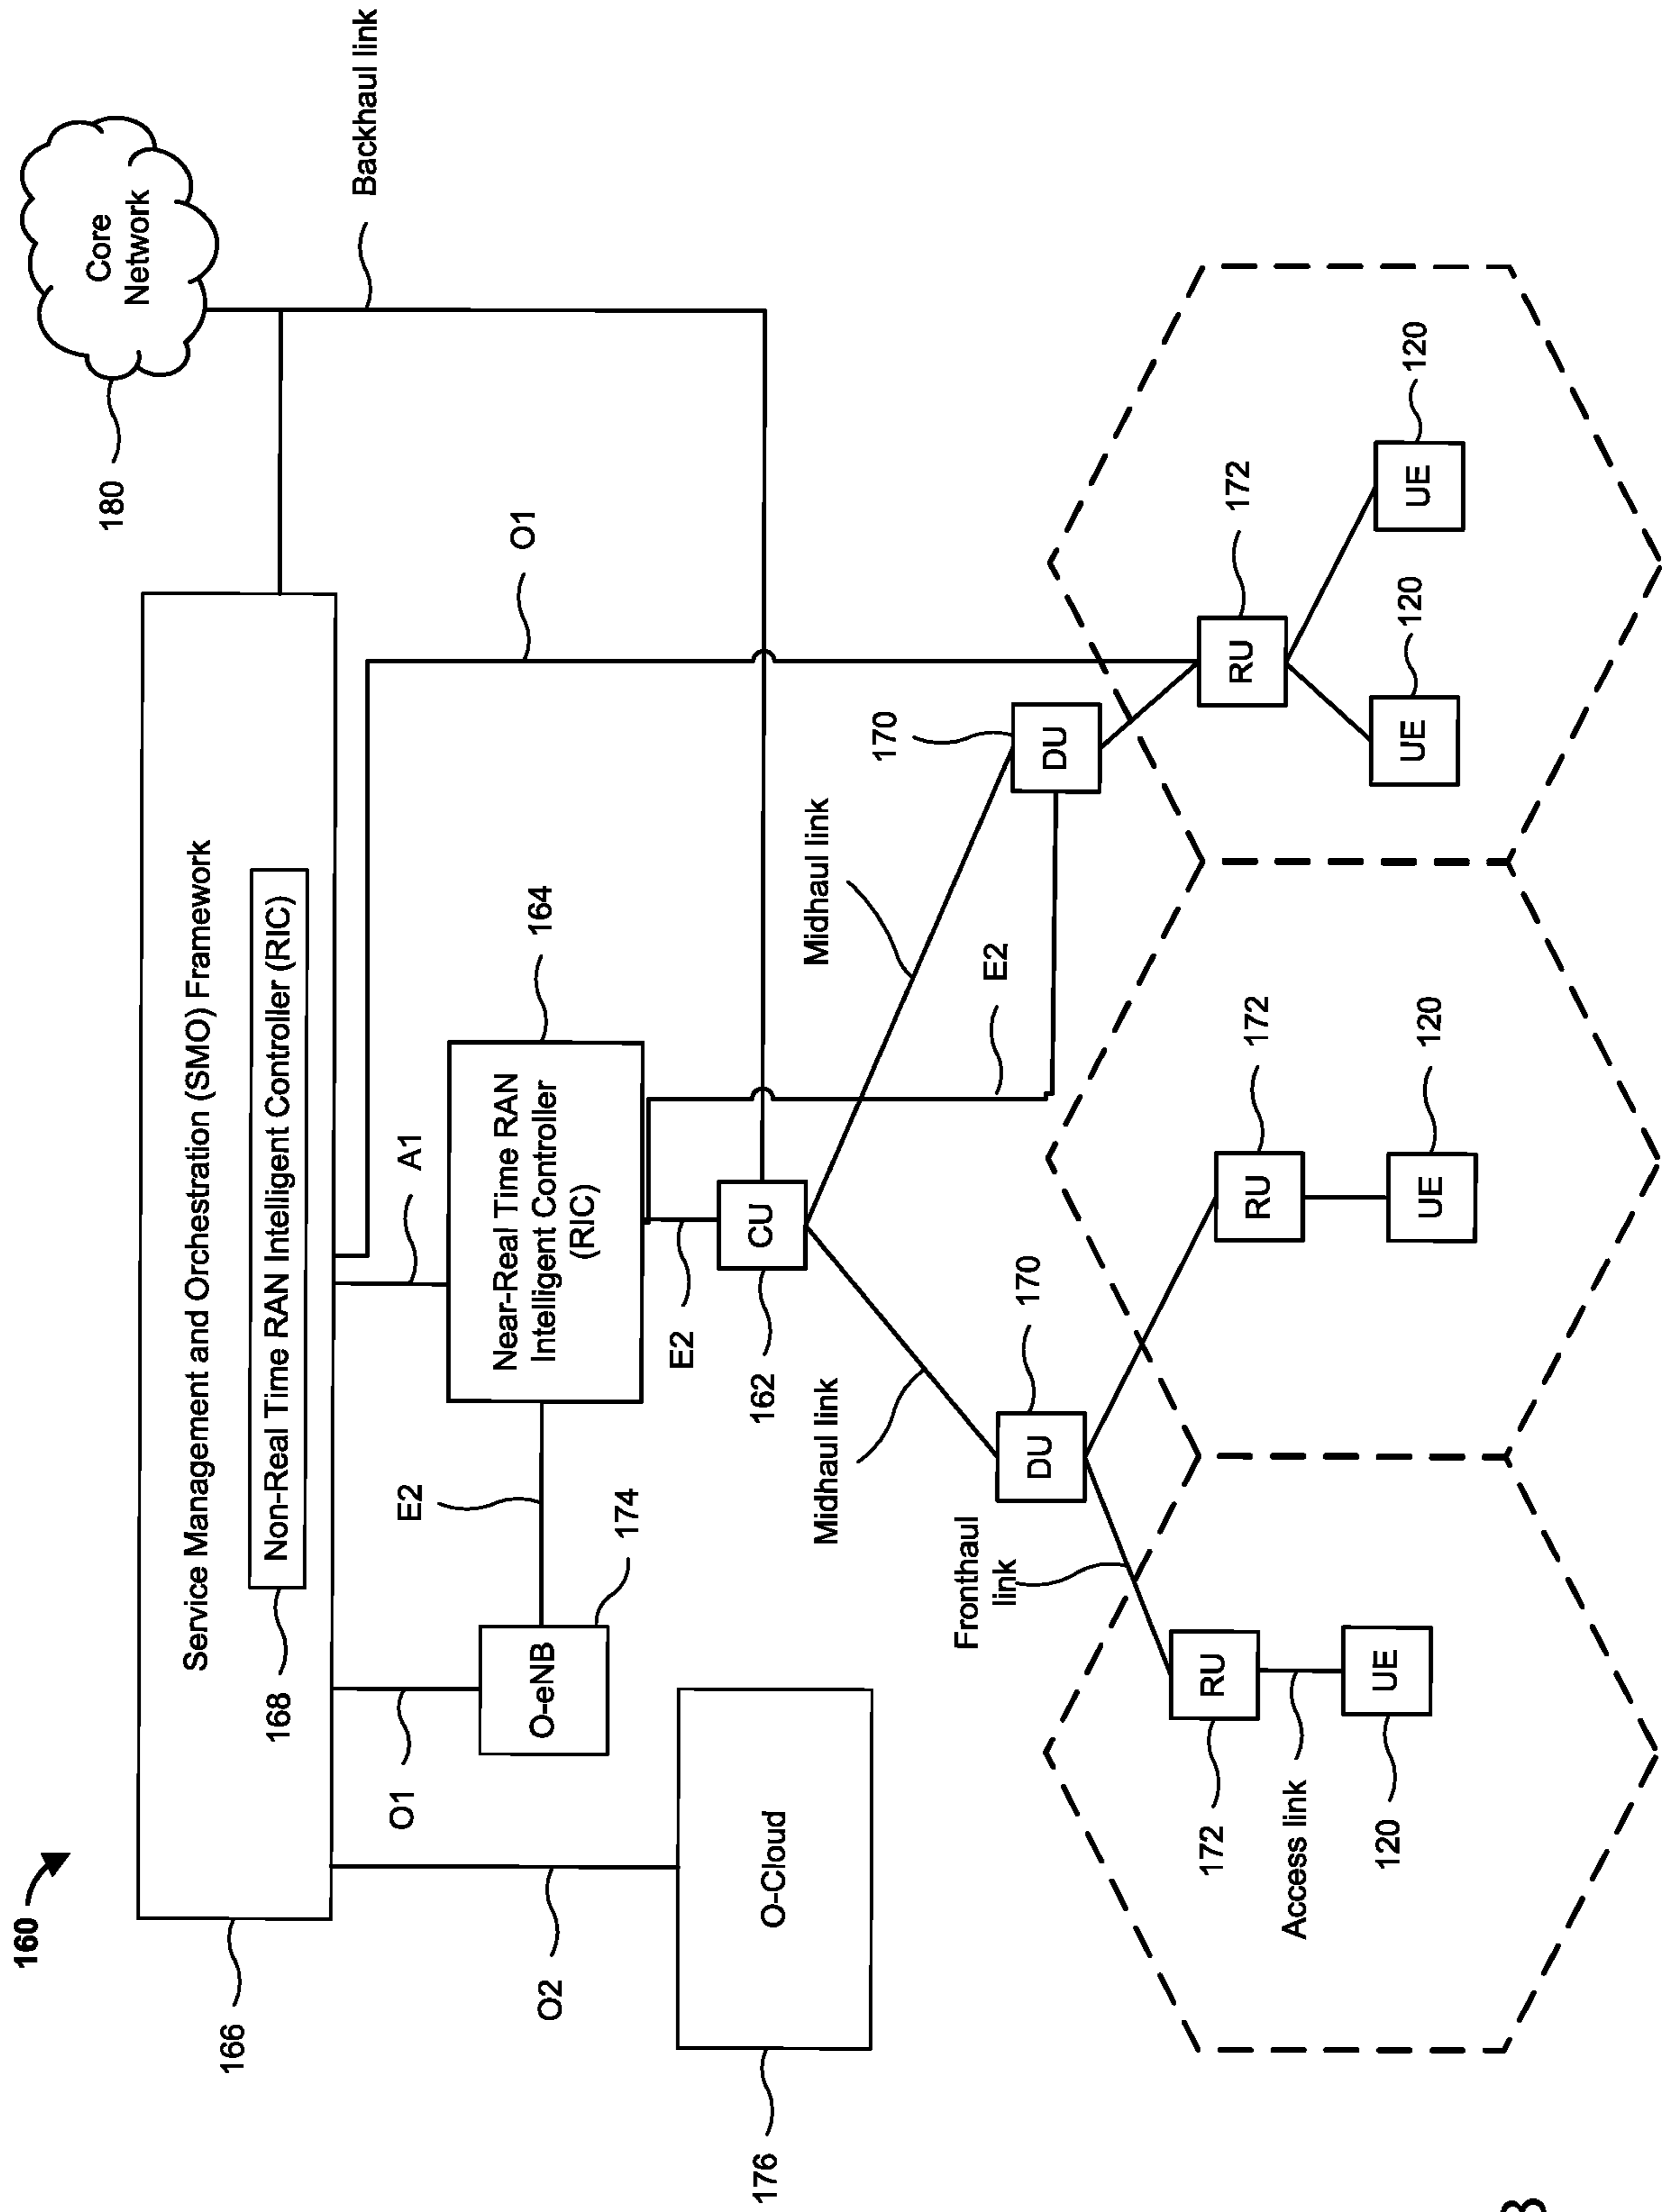 160
Core
Network
180
Service Management and Orchestration (SMO) Framework
166
168
Non-Real Time RAN Intelligent Controller (RIC)
Backhaul link
O1
E2
A1
O1
Near-Real Time RAN
Intelligent Controller
(RIC)
164
O2
O-eNB
174
E2
176
O-Cloud
162
CU
Midhaul link
Midhaul link
170
Fronthaul
link
E2
DU
170
DU
172
RU
RU
172
RU
172
Access link
120
UE
UE
120
UE
120
UE
120